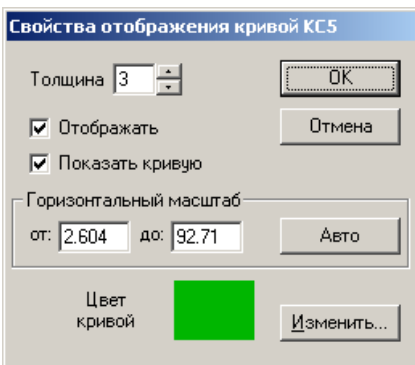 Свойства отображения кривой КС5
Толщина 3 OK
Отображать Отмена
Показать кривую
Горизонтальный масштаб
от: 2.604 до: 92.71 Авто
Цвет
кривой Изменить...